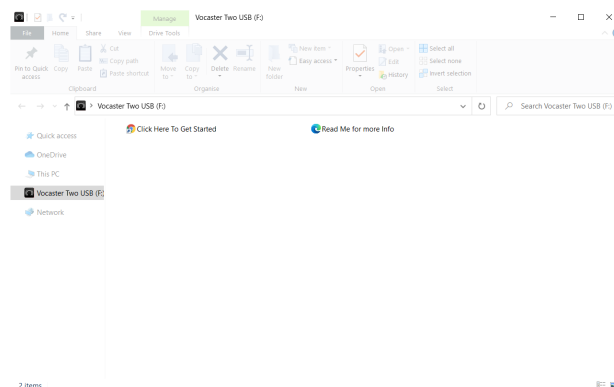 Manage
Vocaster Two USB (F:)
File Home Share View Drive Tools
Pin to Quick access
Copy
Paste
Cut
Copy path
Paste shortcut
Move to
Copy to
Delete
Rename
New folder
New item
Easy access
Properties
Open
Edit
History
Select all
Select none
Invert selection
Clipboard
Organise
New
Open
Select
Vocaster Two USB (F:)
Search Vocaster Two USB (F:)
Quick access
OneDrive
This PC
Vocaster Two USB (F:
Network
Click Here To Get Started
Read Me for more Info
2 items